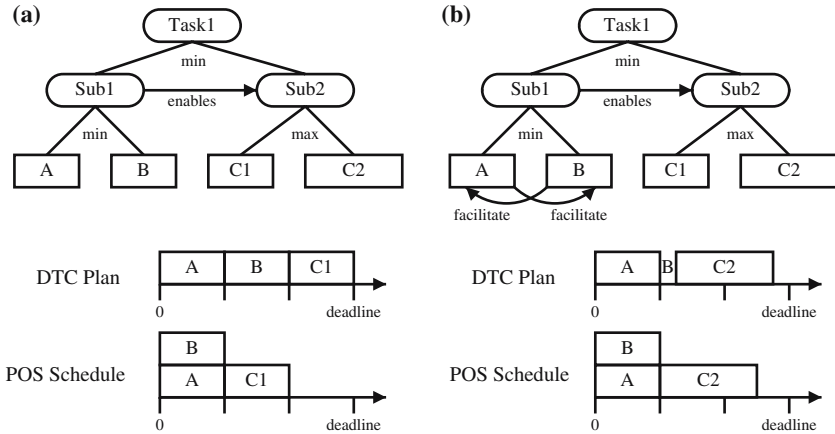 (a)
Task1
min
Sub1
enables
Sub2
min
max
A
B
C1
C2
DTC Plan
A
B
C1
0
deadline
POS Schedule
B
A
C1
0
deadline
(b)
Task1
min
Sub1
enables
Sub2
min
max
A
B
C1
C2
facilitate
facilitate
DTC Plan
A
B
C2
0
deadline
POS Schedule
B
A
C2
0
deadline